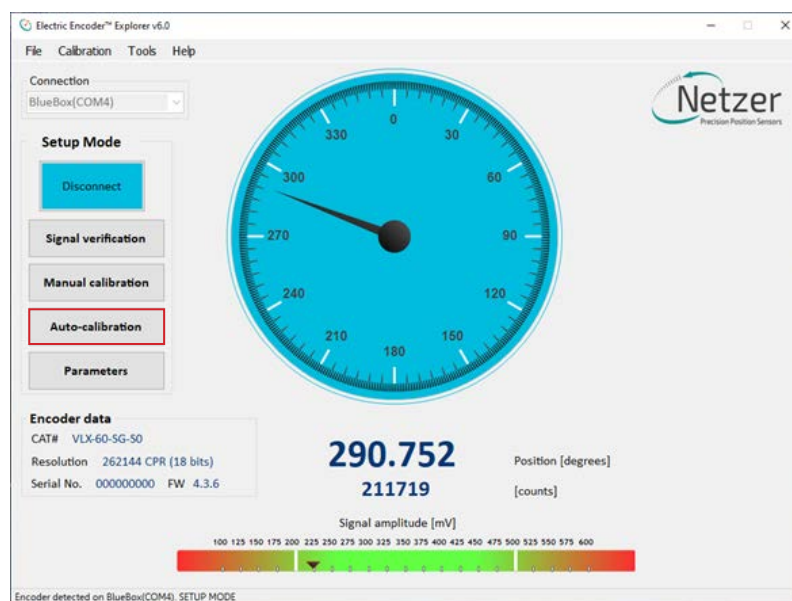 Electric Encoder™ Explorer v6.0
File Calibration Tools Help
Connection
BlueBox(COM4)
Setup Mode
Disconnect
Signal verification
Manual calibration
Auto-calibration
Parameters
0
30
60
90
120
150
180
210
240
270
300
330
Netzer
Precision Position Sensors
Encoder data
CAT# VLX-60-SG-50
Resolution 262144 CPR (18 bits)
Serial No. 000000000 FW 4.3.6
290.752 Position [degrees]
211719 [counts]
Signal amplitude [mV]
100 125 150 175 200 225 250 275 300 325 350 375 400 425 450 475 500 525 550 575 600
Encoder detected on BlueBox(COM4). SETUP MODE